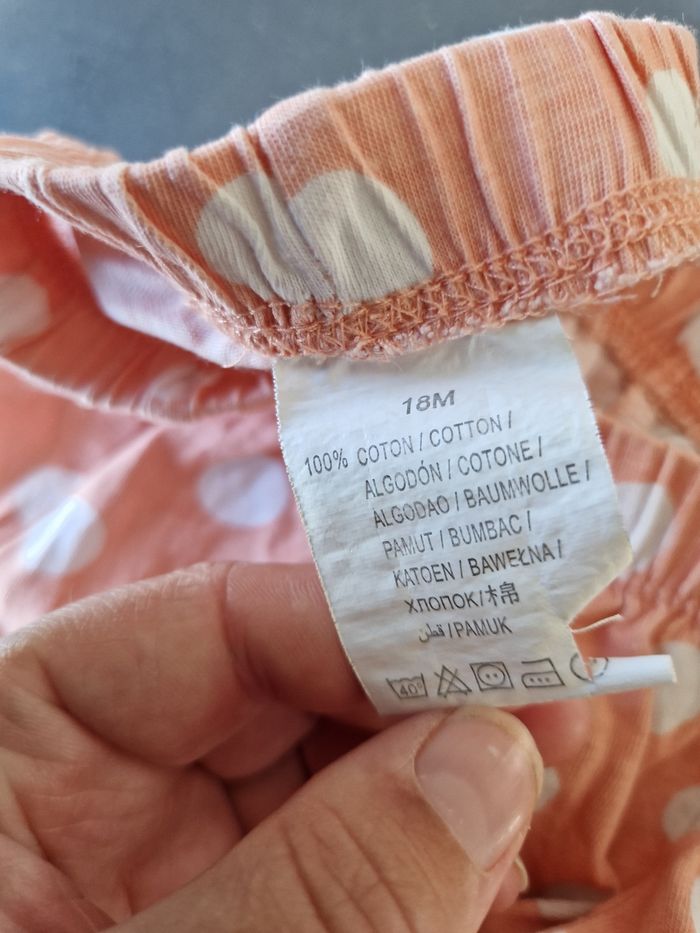 18M
100% COTON / COTTON /
ALGODÓN / COTONE /
ALGODAO / BAUMWOLLE /
PAMUT / BUMBAC /
KATOEN / BAWEŁNA /
ХЛОПОК/棉
قطن/PAMUK
40°